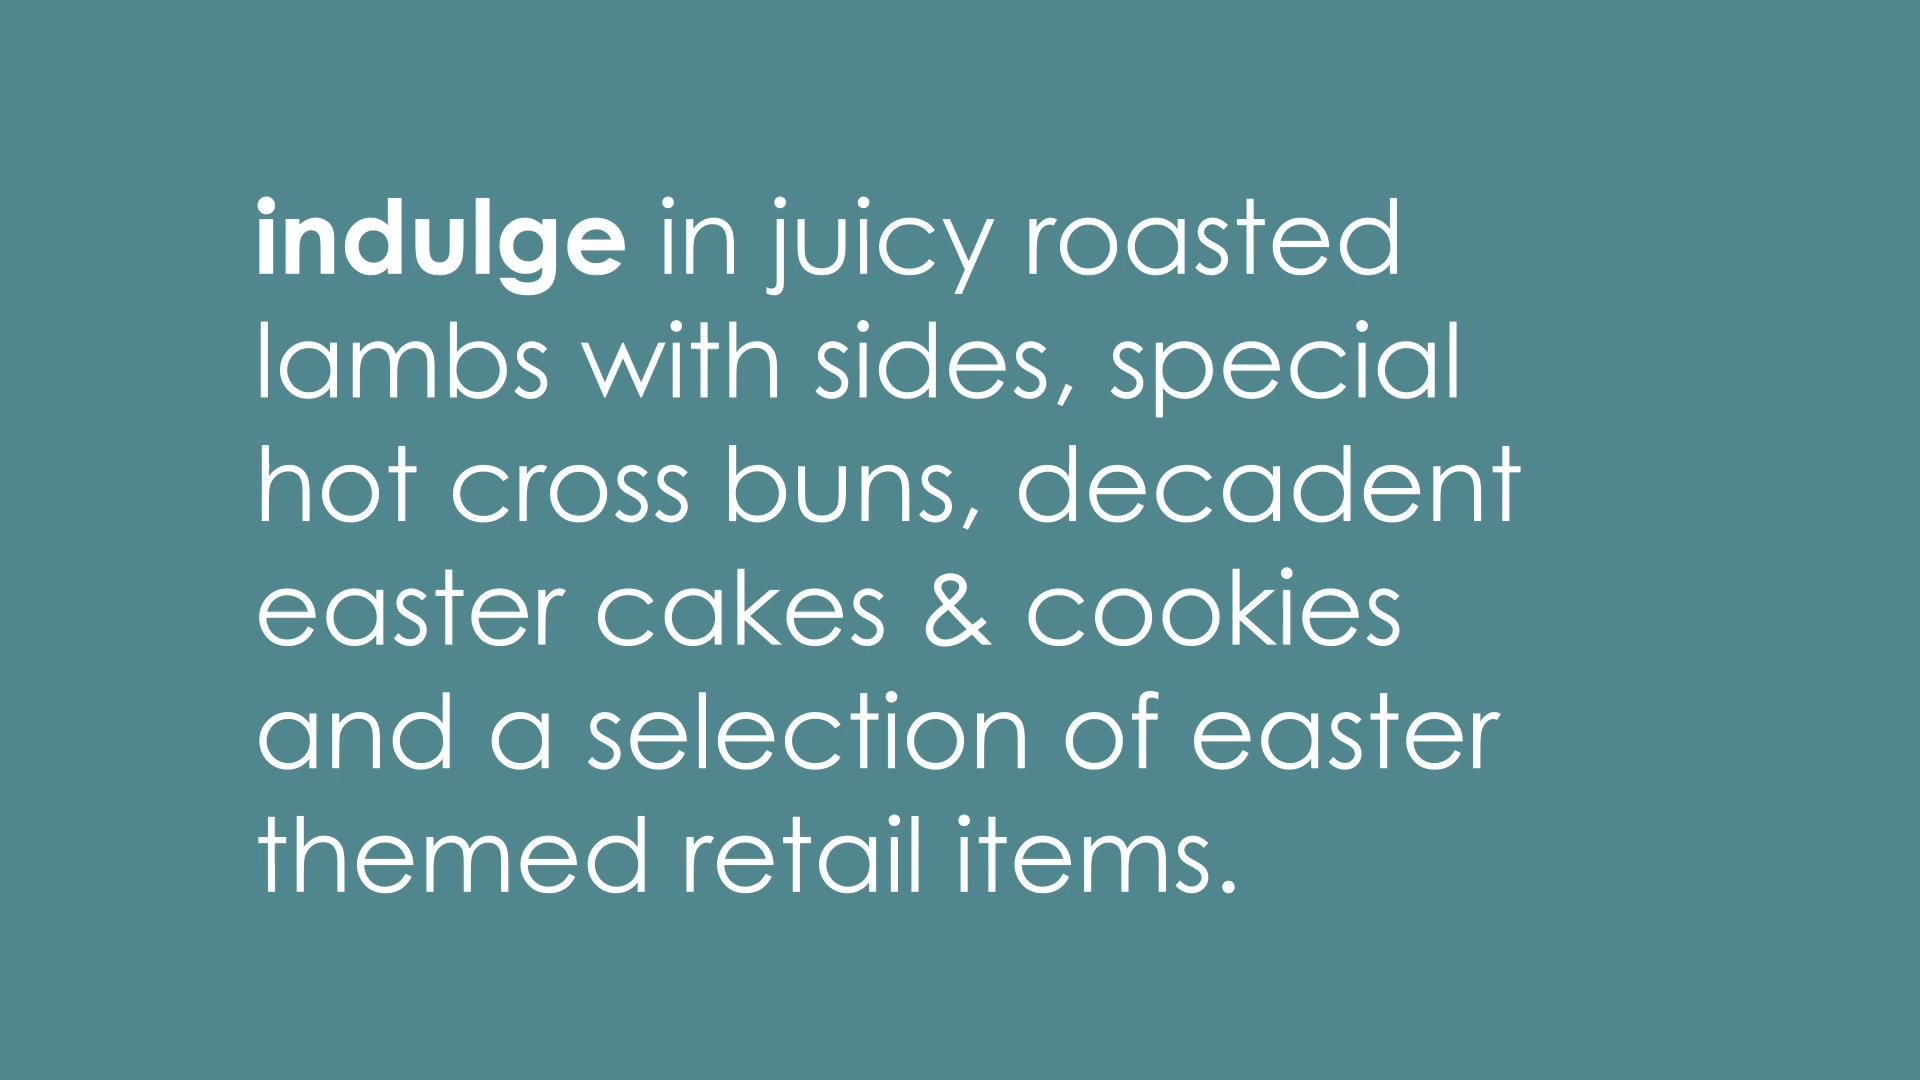 indulge in juicy roasted
lambs with sides, special
hot cross buns, decadent
easter cakes & cookies
and a selection of easter
themed retail items.